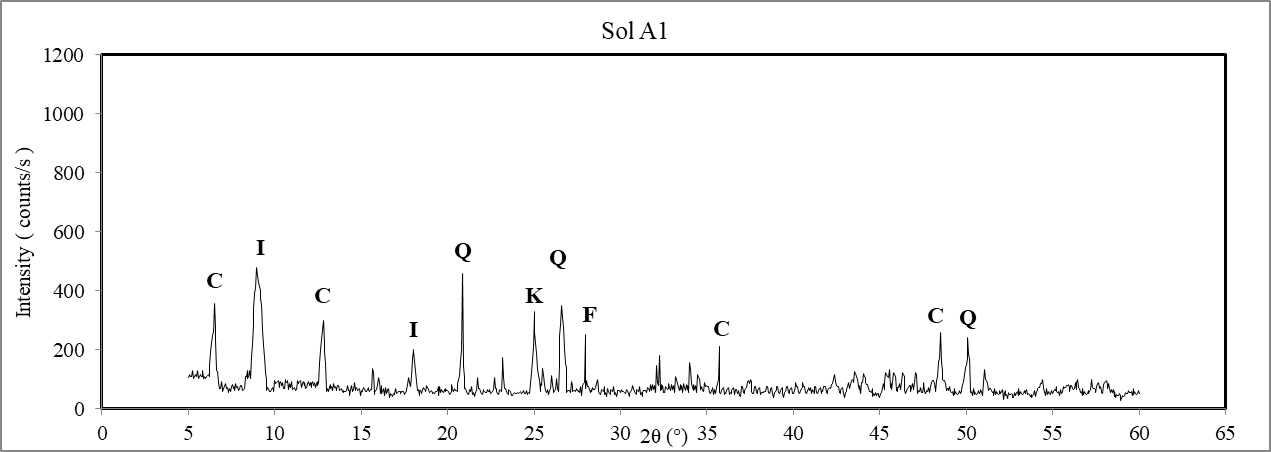 Sol A1
1200
1000
800
600
400
200
0
Intensity ( counts/s )
C
I
C
I
Q
K
Q
F
C
C
Q
0 5 10 15 20 25 30 35 40 45 50 55 60 65
2θ (°)